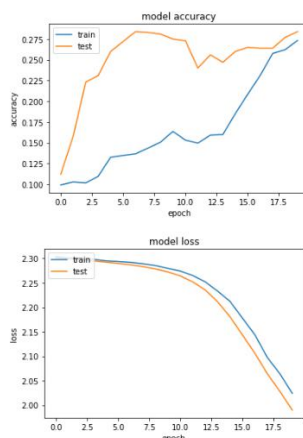 model accuracy
train
test
0.275
0.250
0.225
0.200
0.175
0.150
0.125
0.100
accuracy
0.0 2.5 5.0 7.5 10.0 12.5 15.0 17.5
epoch
model loss
train
test
2.30
2.25
2.20
2.15
2.10
2.05
2.00
loss
0.0 2.5 5.0 7.5 10.0 12.5 15.0 17.5
epoch